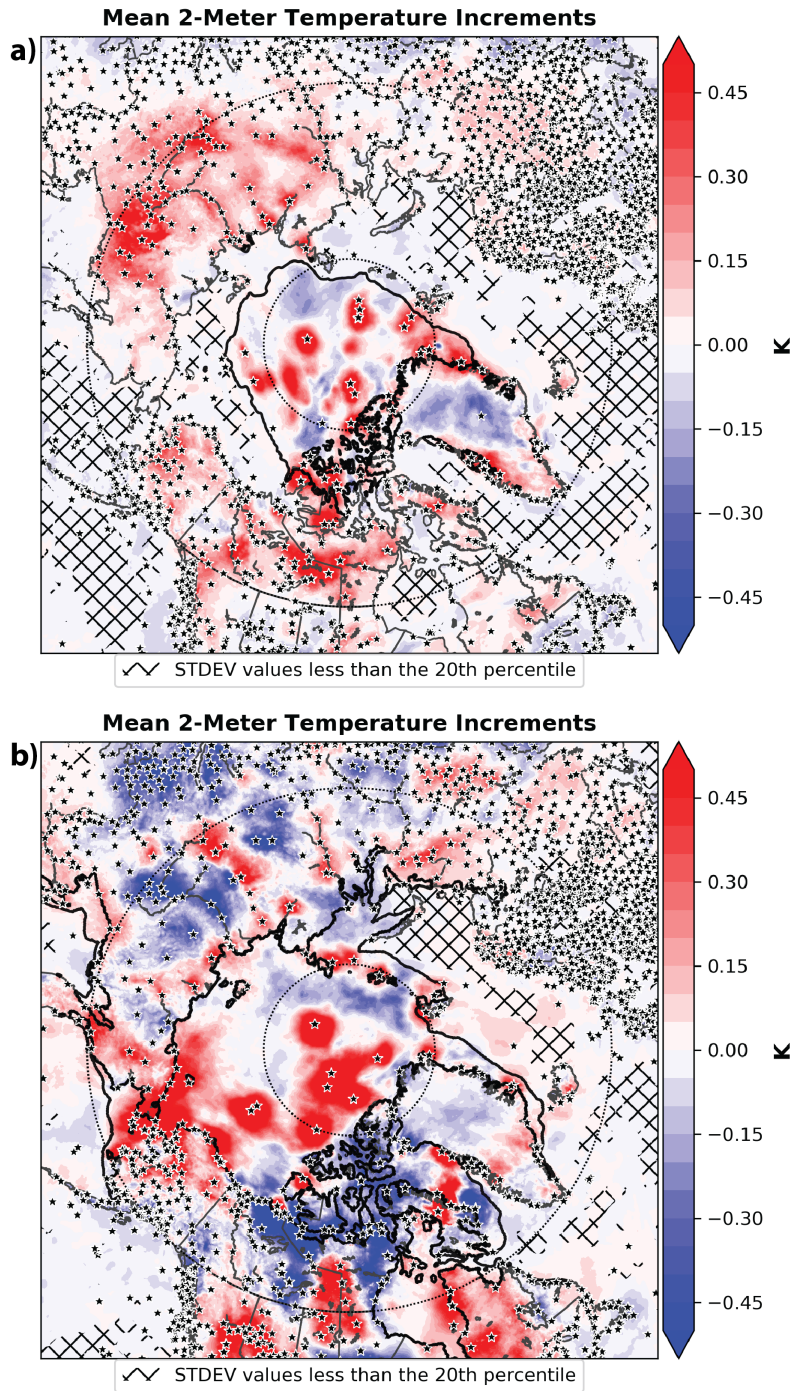 Mean 2-Meter Temperature Increments
a)
0.45
0.30
0.15
0.00
−0.15
−0.30
−0.45
K
STDEV values less than the 20th percentile
Mean 2-Meter Temperature Increments
b)
0.45
0.30
0.15
0.00
−0.15
−0.30
−0.45
K
STDEV values less than the 20th percentile